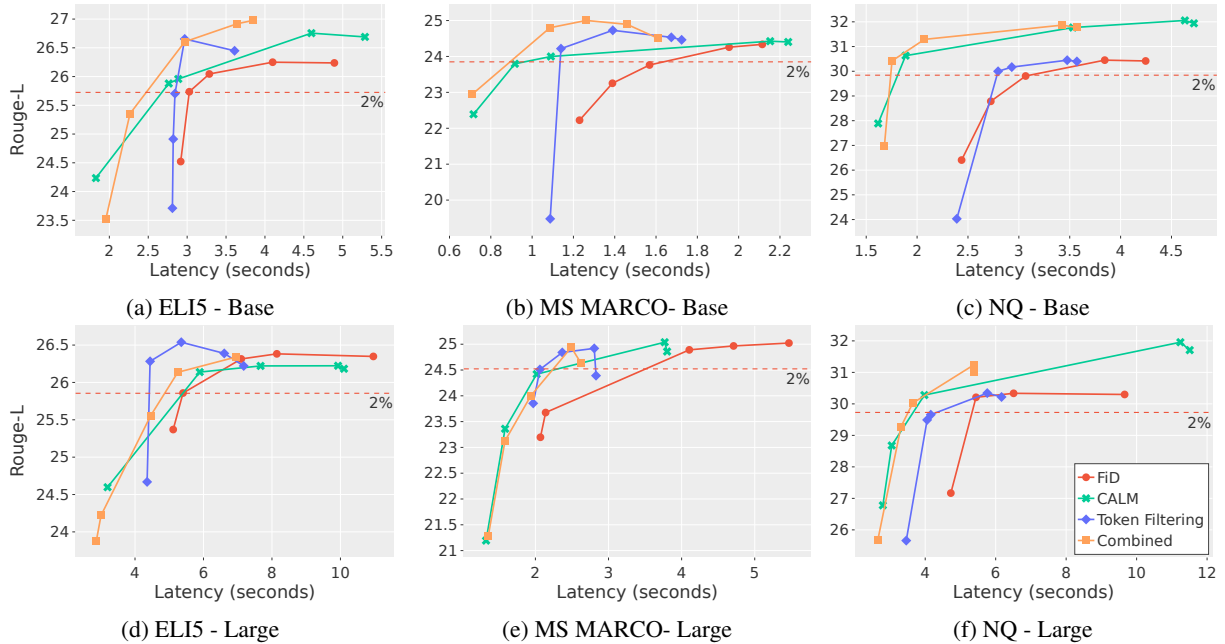 27
26.5
26
25.5
25
24.5
24
23.5
Rouge-L
2%
2 2.5 3 3.5 4 4.5 5 5.5
Latency (seconds)
(a) ELI5 - Base
25
24
23
22
21
20
2%
0.6 0.8 1 1.2 1.4 1.6 1.8 2 2.2
Latency (seconds)
(b) MS MARCO- Base
32
31
30
29
28
27
26
25
24
2%
1.5 2 2.5 3 3.5 4 4.5
Latency (seconds)
(c) NQ - Base
26.5
26
25.5
25
24.5
24
Rouge-L
2%
4 6 8 10
Latency (seconds)
(d) ELI5 - Large
25
24.5
24
23.5
23
22.5
22
21.5
21
2%
2 3 4 5
Latency (seconds)
(e) MS MARCO- Large
32
31
30
29
28
27
26
2%
FiD
CALM
Token Filtering
Combined
4 6 8 10 12
Latency (seconds)
(f) NQ - Large